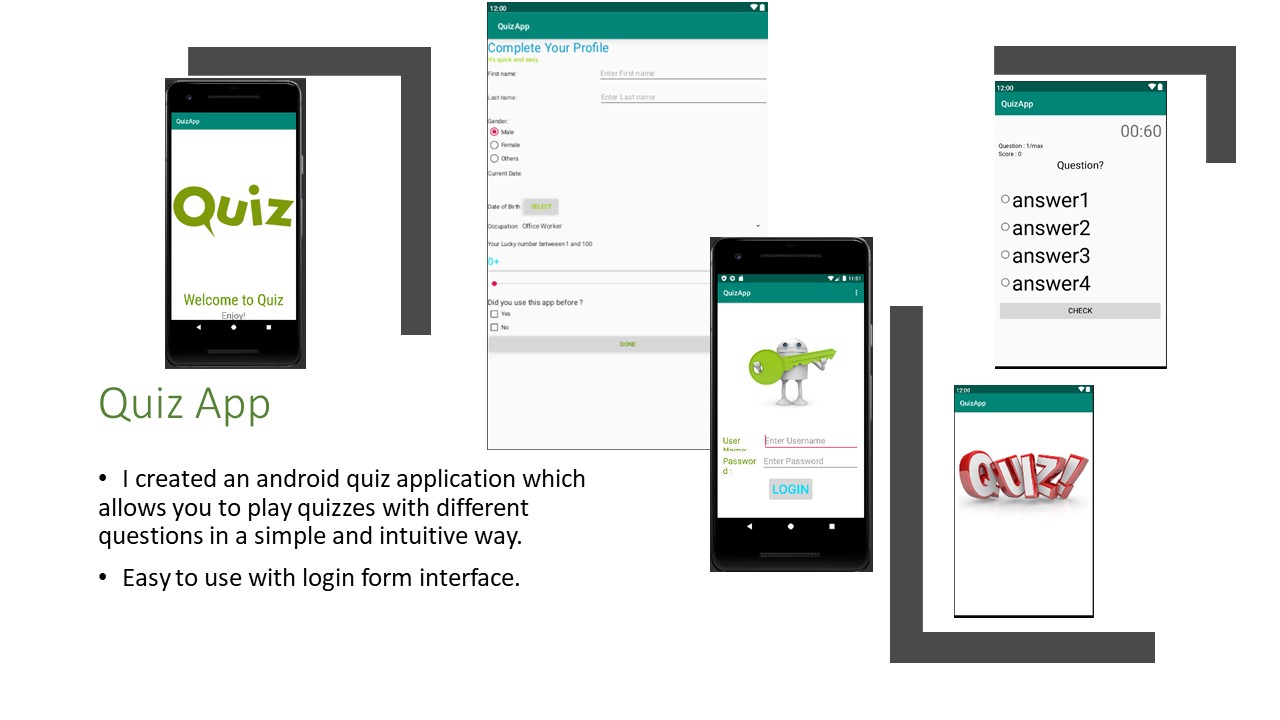 QuizApp
Quiz
Welcome to Quiz
Enjoy!
Quiz App
• I created an android quiz application which
allows you to play quizzes with different
questions in a simple and intuitive way.
• Easy to use with login form interface.
12:00
QuizApp
Complete Your Profile
It's quick and easy.
First name: Enter First name
Last name : Enter Last name
Gender:
Male
Female
Others
Current Date:
Date of Birth : SELECT
Occupation: Office Worker
Your Lucky number betweeen 1 and 100
0+
Did you use this app before ?
Yes
No
DONE
11:51
QuizApp
User Enter Username
Name:
Passwor Enter Password
d :
LOGIN
12:00
QuizApp
00:60
Question : 1/max
Score : 0
Question?
answer1
answer2
answer3
answer4
CHECK
12:00
QuizApp
QUIZ!